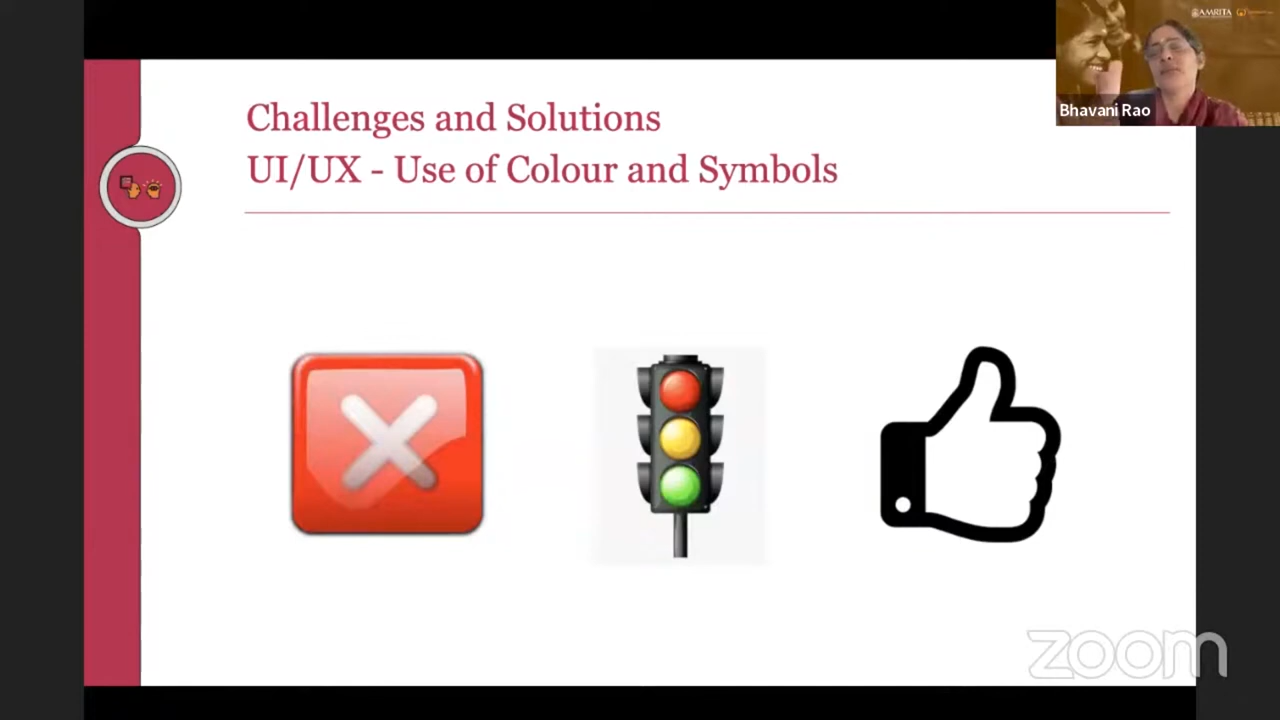 Challenges and Solutions
UI/UX - Use of Colour and Symbols
AMRITA
Bhavani Rao
zoom